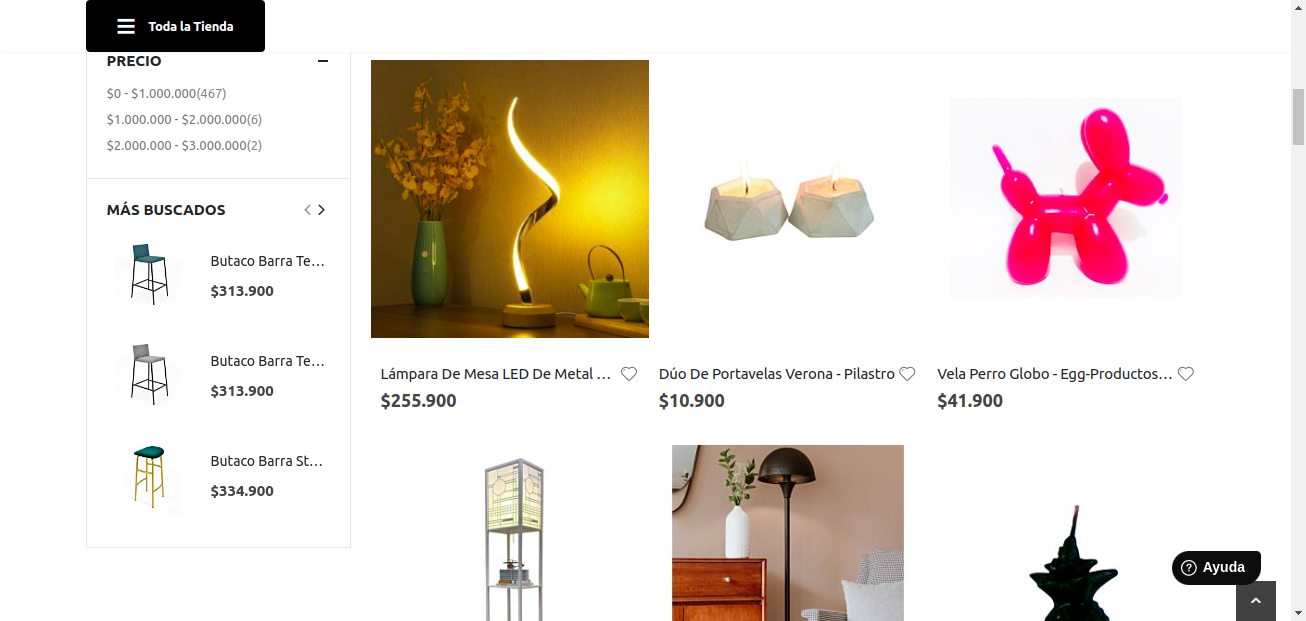 Toda la Tienda
PRECIO
$0 - $1.000.000(467)
$1.000.000 - $2.000.000(6)
$2.000.000 - $3.000.000(2)
MÁS BUSCADOS
Butaco Barra Te...
$313.900
Butaco Barra Te...
$313.900
Butaco Barra St...
$334.900
Lámpara De Mesa LED De Metal ...
$255.900
Dúo De Portavelas Verona - Pilastro
$10.900
Vela Perro Globo - Egg-Productos...
$41.900
Ayuda